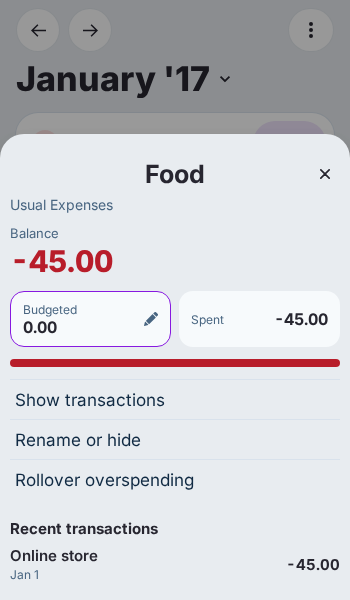 January '17
Food
Usual Expenses
Balance
-45.00
Budgeted
0.00
Spent
-45.00
Show transactions
Rename or hide
Rollover overspending
Recent transactions
Online store
-45.00
Jan 1